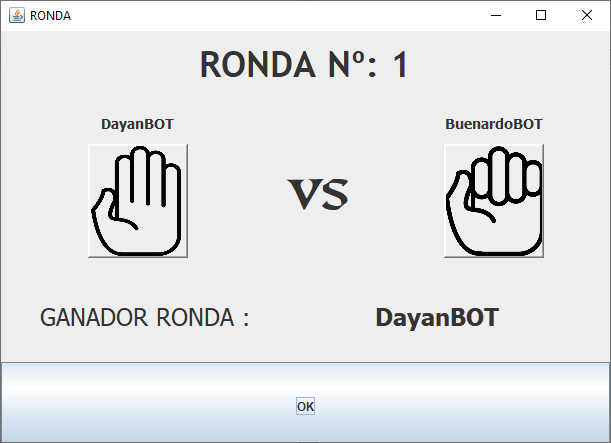 RONDA
RONDA Nº: 1
DayanBOT
BuenardoBOT
VS
GANADOR RONDA :
DayanBOT
OK